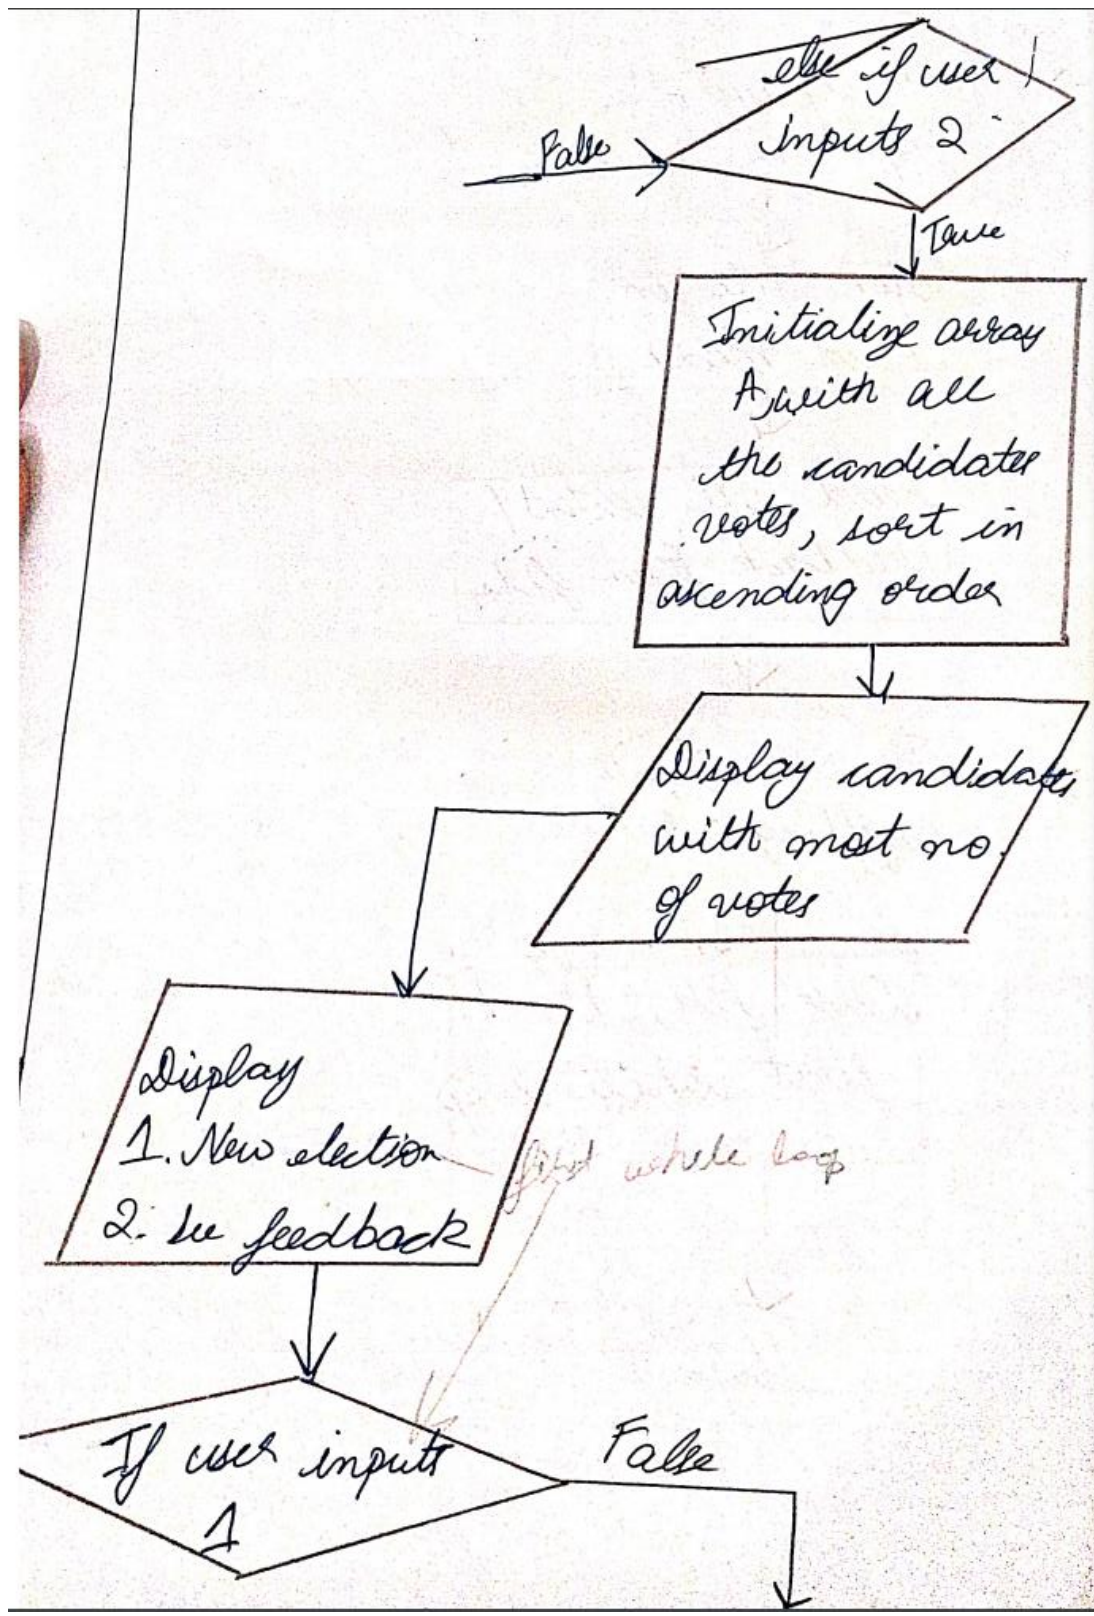 else if user
inputs 2
False
True
Initialize array
A, with all
the candidates
votes, sort in
ascending order
Display candidates
with most no.
of votes
Display
1. New election
2. See feedback
first while loop
If user inputs
1
False